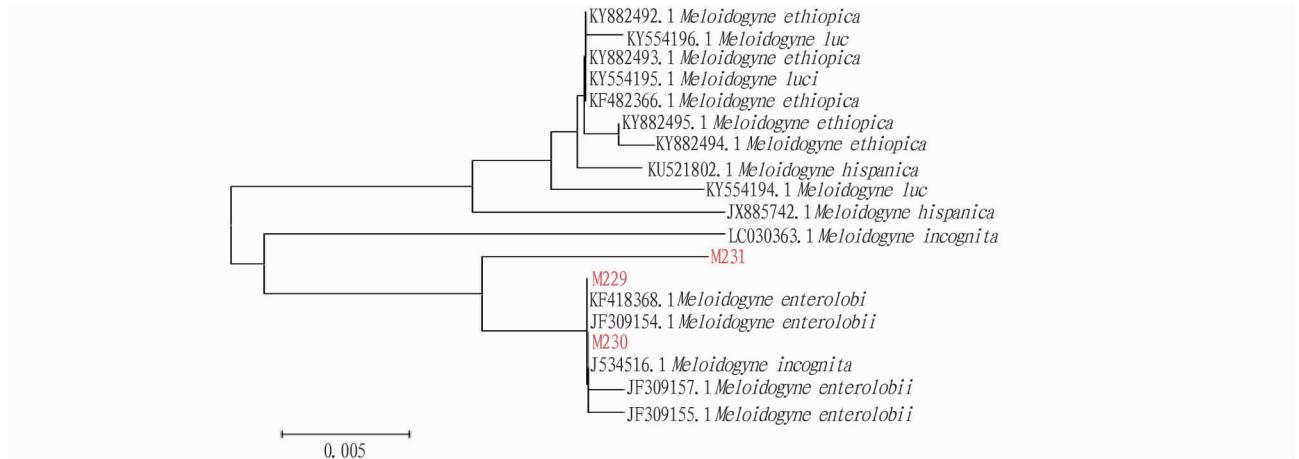 KY882492.1 Meloidogyne ethiopica
KY554196.1 Meloidogyne luc
KY882493.1 Meloidogyne ethiopica
KY554195.1 Meloidogyne luci
KF482366.1 Meloidogyne ethiopica
KY882495.1 Meloidogyne ethiopica
KY882494.1 Meloidogyne ethiopica
KU521802.1 Meloidogyne hispanica
KY554194.1 Meloidogyne luc
JX885742.1 Meloidogyne hispanica
LC030363.1 Meloidogyne incognita
M231
M229
KF418368.1 Meloidogyne enterolobi
JF309154.1 Meloidogyne enterolobii
M230
J534516.1 Meloidogyne incognita
JF309157.1 Meloidogyne enterolobii
JF309155.1 Meloidogyne enterolobii
0.005